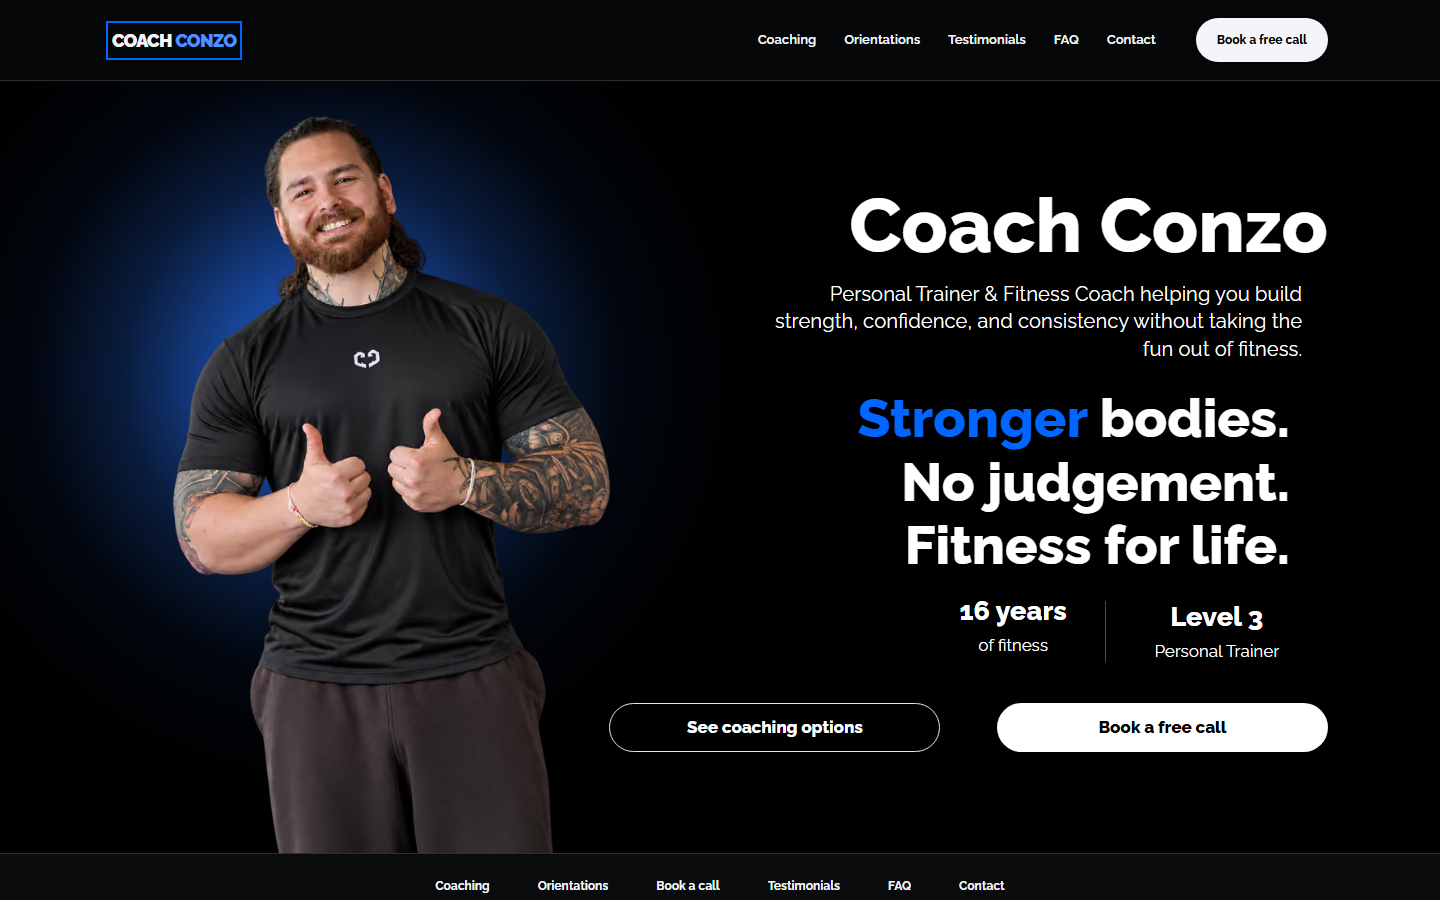 COACH CONZO
Coaching
Orientations
Testimonials
FAQ
Contact
Book a free call
Coach Conzo
Personal Trainer & Fitness Coach helping you build
strength, confidence, and consistency without taking the
fun out of fitness.
Stronger bodies.
No judgement.
Fitness for life.
16 years
of fitness
Level 3
Personal Trainer
See coaching options
Book a free call
Coaching
Orientations
Book a call
Testimonials
FAQ
Contact